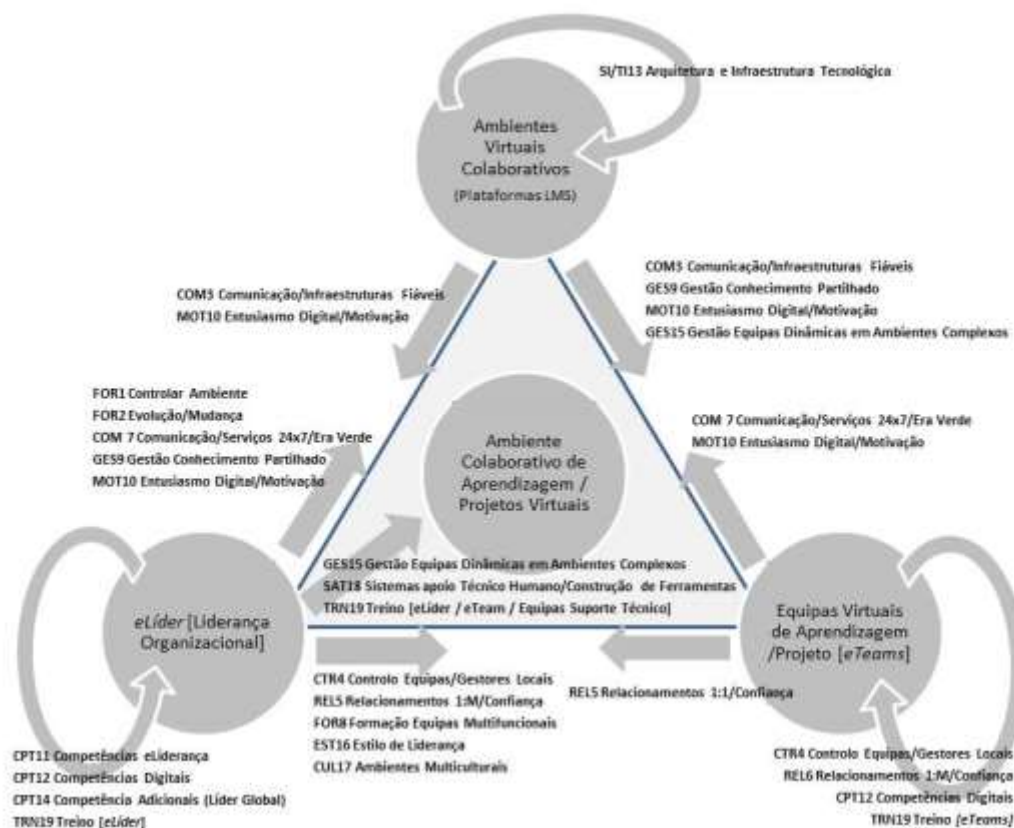 SI/TI13 Arquitetura e Infraestrutura Tecnológica
Ambientes
Virtuais
Colaborativos
(Plataformas LMS)
COM3 Comunicação/Infraestruturas Fiáveis
MOT10 Entusiasmo Digital/Motivação
COM3 Comunicação/Infraestruturas Fiáveis
GES9 Gestão Conhecimento Partilhado
MOT10 Entusiasmo Digital/Motivação
GES15 Gestão Equipas Dinâmicas em Ambientes Complexos
FOR1 Controlar Ambiente
FOR2 Evolução/Mudança
COM 7 Comunicação/Serviços 24x7/Era Verde
GES9 Gestão Conhecimento Partilhado
MOT10 Entusiasmo Digital/Motivação
Ambiente
Colaborativo de
Aprendizagem /
Projetos Virtuais
COM 7 Comunicação/Serviços 24x7/Era Verde
MOT10 Entusiasmo Digital/Motivação
GES15 Gestão Equipas Dinâmicas em Ambientes Complexos
SAT18 Sistemas apoio Técnico Humano/Construção de Ferramentas
TRN19 Treino [eLíder / eTeam / Equipas Suporte Técnico]
eLíder [Liderança
Organizacional]
Equipas Virtuais
de Aprendizagem
/Projeto [eTeams]
CTR4 Controlo Equipas/Gestores Locais
REL5 Relacionamentos 1:M/Confiança
FOR8 Formação Equipas Multifuncionais
EST16 Estilo de Liderança
CUL17 Ambientes Multiculturais
REL5 Relacionamentos 1:1/Confiança
CPT11 Competências eLiderança
CPT12 Competências Digitais
CPT14 Competência Adicionais (Líder Global)
TRN19 Treino [eLíder]
CTR4 Controlo Equipas/Gestores Locais
REL6 Relacionamentos 1:M/Confiança
CPT12 Competências Digitais
TRN19 Treino [eTeams]